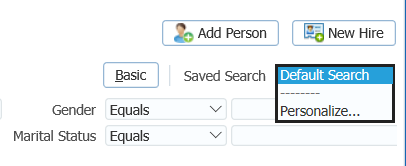 Add Person New Hire
Basic Saved Search Default Search
--------
Personalize...
Gender Equals
Marital Status Equals